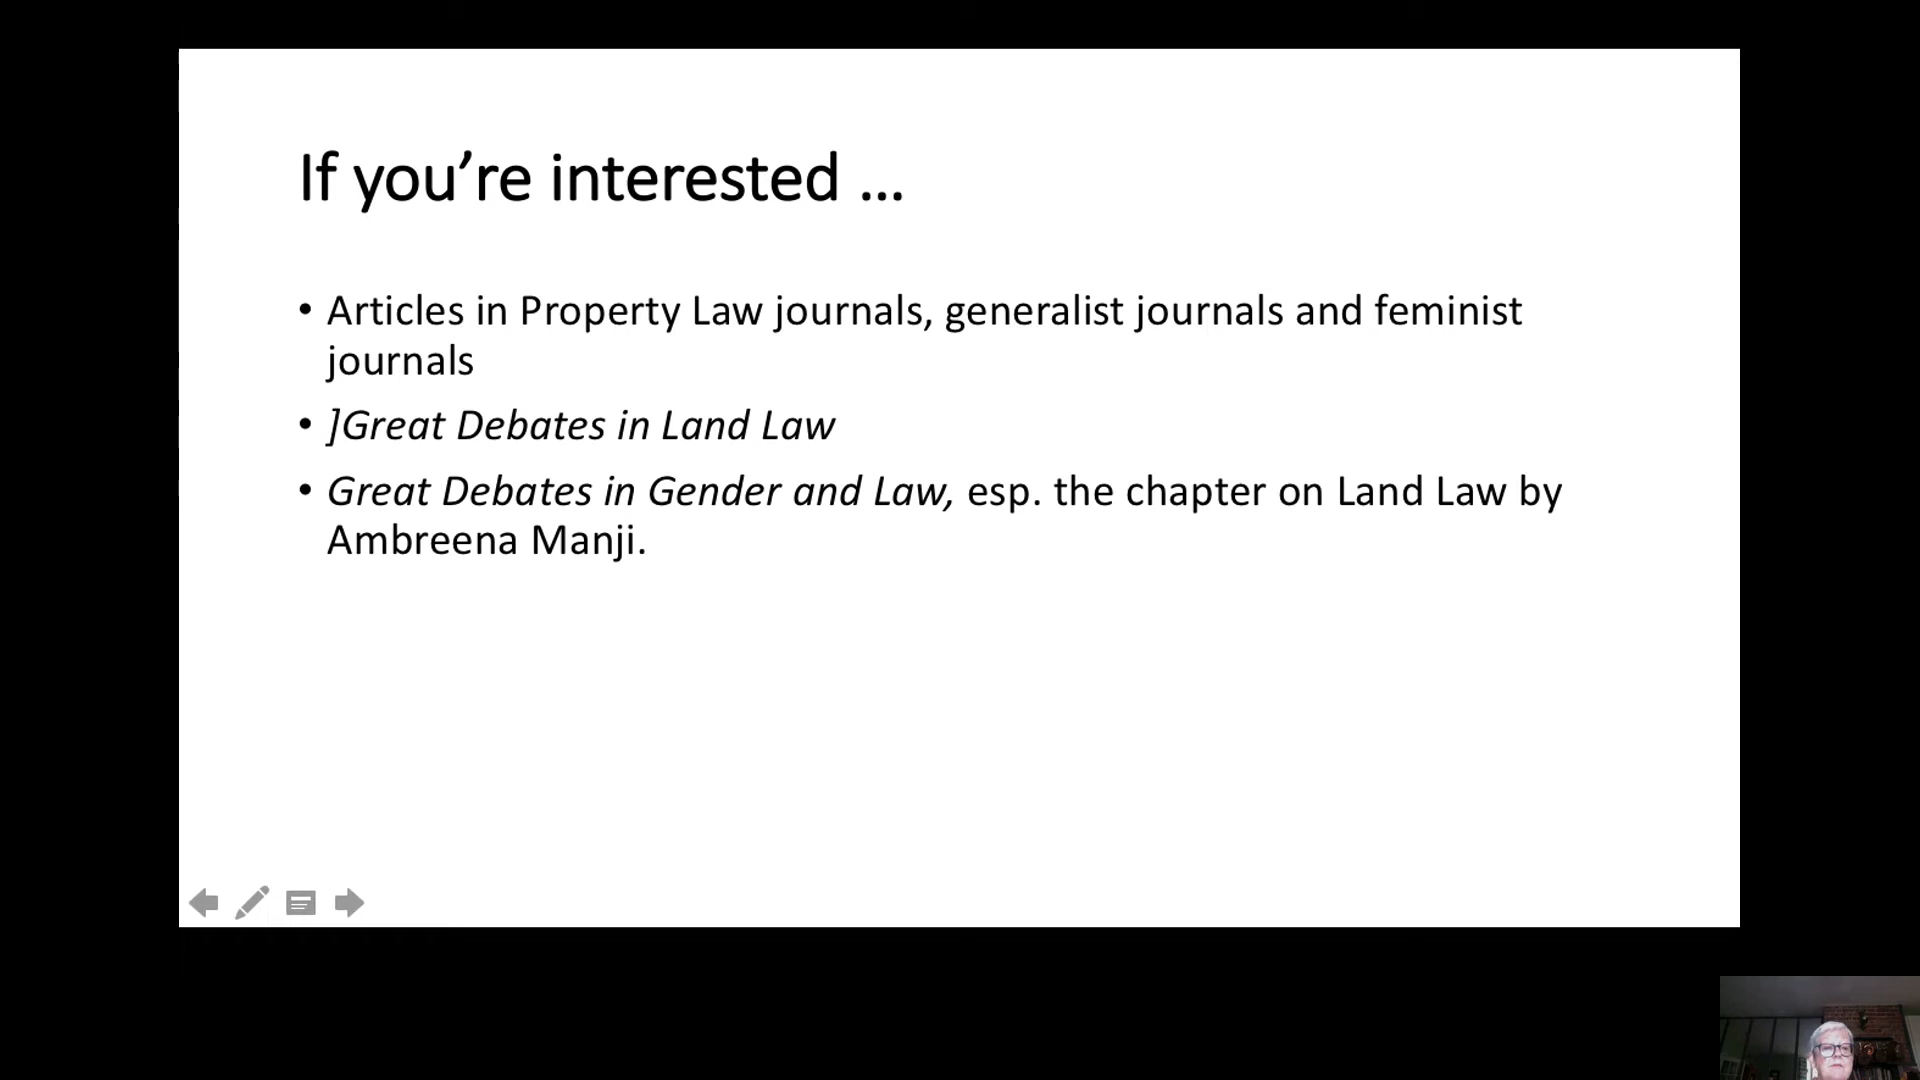 If you’re interested …
• Articles in Property Law journals, generalist journals and feminist
journals
• ]Great Debates in Land Law
• Great Debates in Gender and Law, esp. the chapter on Land Law by
Ambreena Manji.